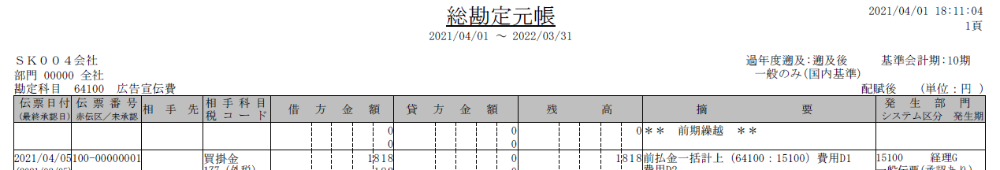 総勘定元帳
2021/04/01 18:11:04
1頁
2021/04/01 ～ 2022/03/31
ＳＫ００４会社
過年度遡及:遡及後 基準会計期:10期
部門 00000 全社
一般のみ(国内基準)
勘定科目 64100 広告宣伝費
配賦後 (単位：円 )
伝票日付 伝票番号 相手先 相手科目 借方金額 貸方金額 残高 摘要 発生部門
(最終承認日) 赤伝区／未承認 税コード システム区分 発生期
0 0 0 ＊＊ 前期繰越 ＊＊
0 0
2021/04/05 100-00000001 買掛金 1818 1818 前払金一括計上（64100：15100）費用D1 15100 経理G